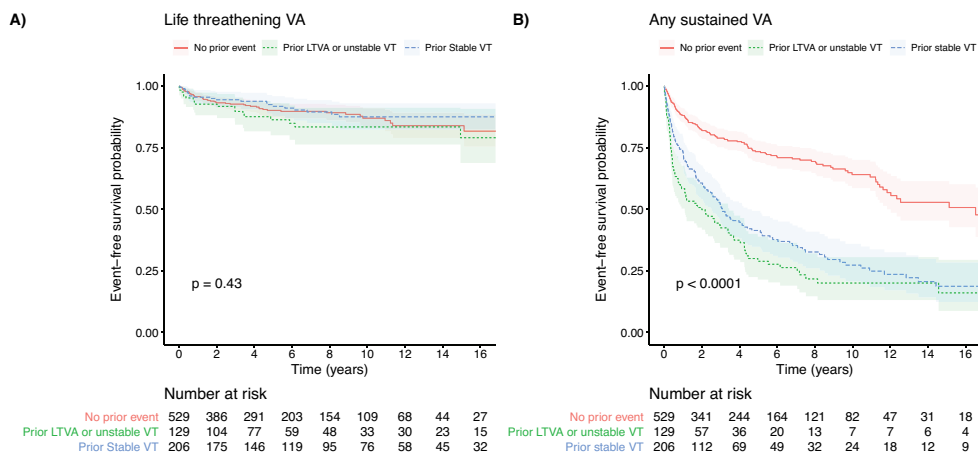 A) Life threathening VA
No prior event Prior LTVA or unstable VT Prior Stable VT
Event–free survival probability
1.00
0.75
0.50
0.25
0.00
p = 0.43
0 2 4 6 8 10 12 14 16
Time (years)
Number at risk
No prior event 529 386 291 203 154 109 68 44 27
Prior LTVA or unstable VT 129 104 77 59 48 33 30 23 15
Prior Stable VT 206 175 146 119 95 76 58 45 32
B) Any sustained VA
No prior event Prior LTVA or unstable VT Prior stable VT
Event–free survival probability
1.00
0.75
0.50
0.25
0.00
p < 0.0001
0 2 4 6 8 10 12 14 16
Time (years)
Number at risk
No prior event 529 341 244 164 121 82 47 31 18
Prior LTVA or unstable VT 129 57 36 20 13 7 7 6 4
Prior stable VT 206 112 69 49 32 24 18 12 9